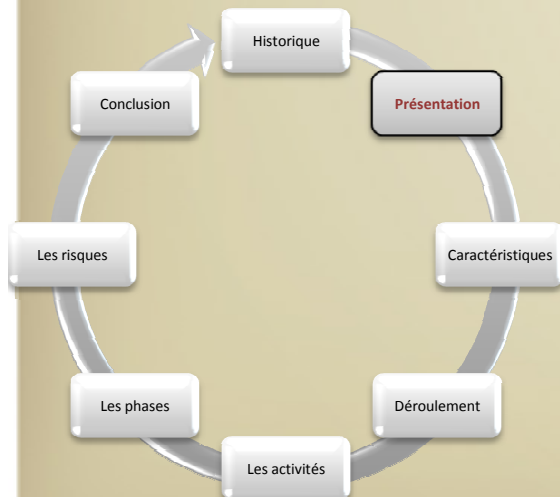 Historique
Présentation
Caractéristiques
Déroulement
Les activités
Les phases
Les risques
Conclusion